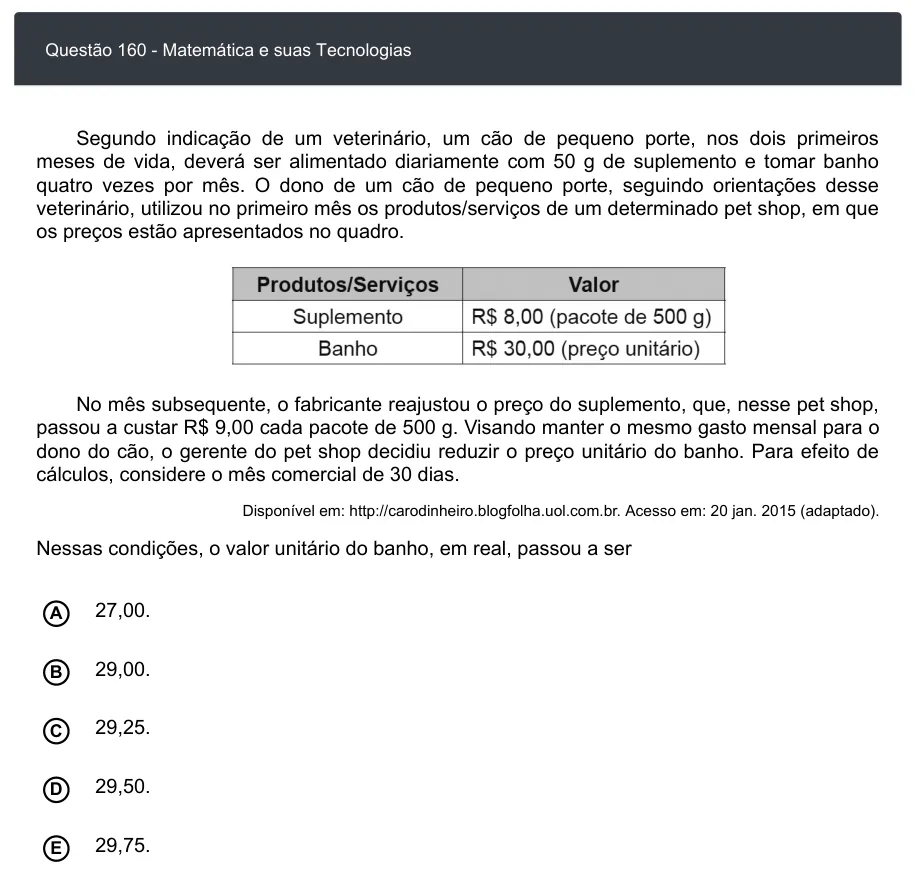 Questão 160 - Matemática e suas Tecnologias
Segundo indicação de um veterinário, um cão de pequeno porte, nos dois primeiros
meses de vida, deverá ser alimentado diariamente com 50 g de suplemento e tomar banho
quatro vezes por mês. O dono de um cão de pequeno porte, seguindo orientações desse
veterinário, utilizou no primeiro mês os produtos/serviços de um determinado pet shop, em que
os preços estão apresentados no quadro.
Produtos/Serviços Valor
Suplemento R$ 8,00 (pacote de 500 g)
Banho R$ 30,00 (preço unitário)
No mês subsequente, o fabricante reajustou o preço do suplemento, que, nesse pet shop,
passou a custar R$ 9,00 cada pacote de 500 g. Visando manter o mesmo gasto mensal para o
dono do cão, o gerente do pet shop decidiu reduzir o preço unitário do banho. Para efeito de
cálculos, considere o mês comercial de 30 dias.
Disponível em: http://carodinheiro.blogfolha.uol.com.br. Acesso em: 20 jan. 2015 (adaptado).
Nessas condições, o valor unitário do banho, em real, passou a ser
A 27,00.
B 29,00.
C 29,25.
D 29,50.
E 29,75.